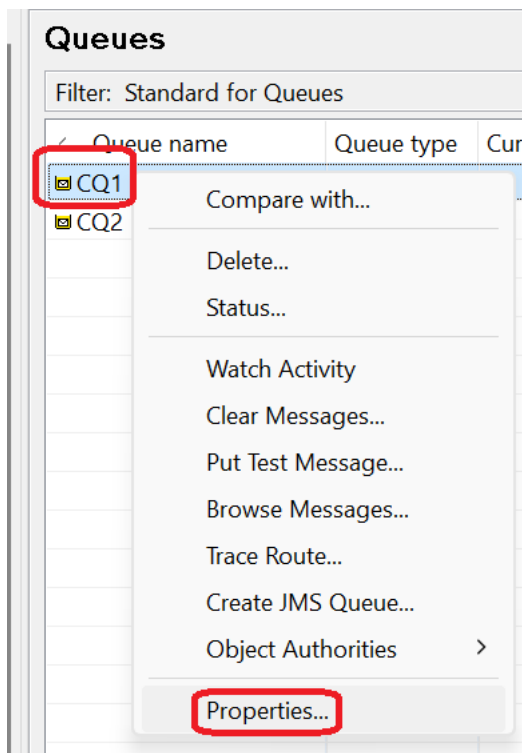 Queues
Filter: Standard for Queues
Queue name Queue type Cur
CQ1
CQ2
Compare with...
Delete...
Status...
Watch Activity
Clear Messages...
Put Test Message...
Browse Messages...
Trace Route...
Create JMS Queue...
Object Authorities
Properties...